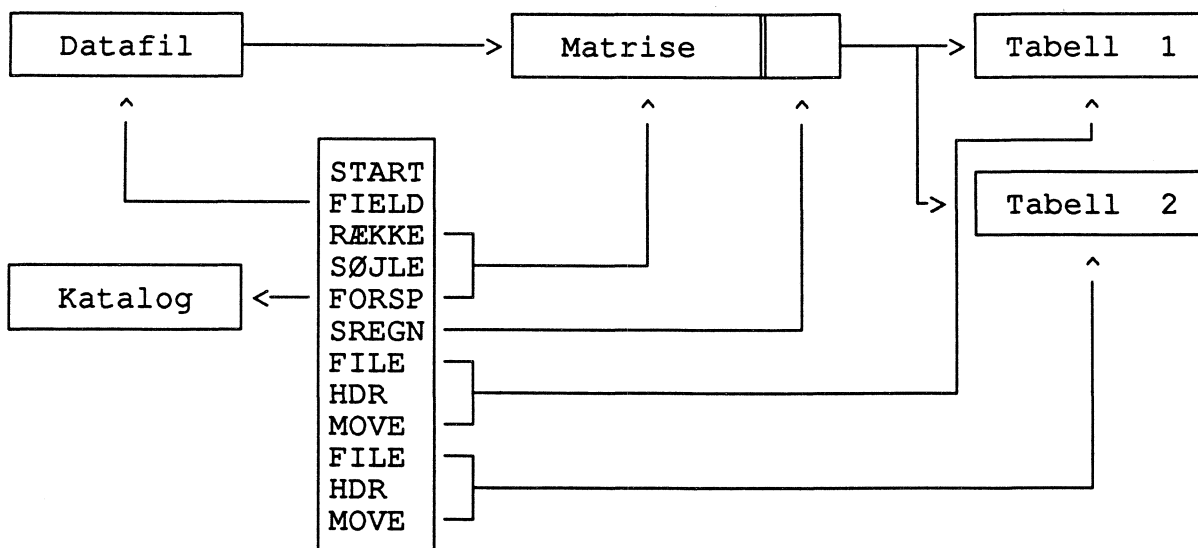 Datafil
Matrise
Tabell 1
START
FIELD
Tabell 2
RÆKKE
SØJLE
Katalog
FORSP
SREGN
FILE
HDR
MOVE
FILE
HDR
MOVE